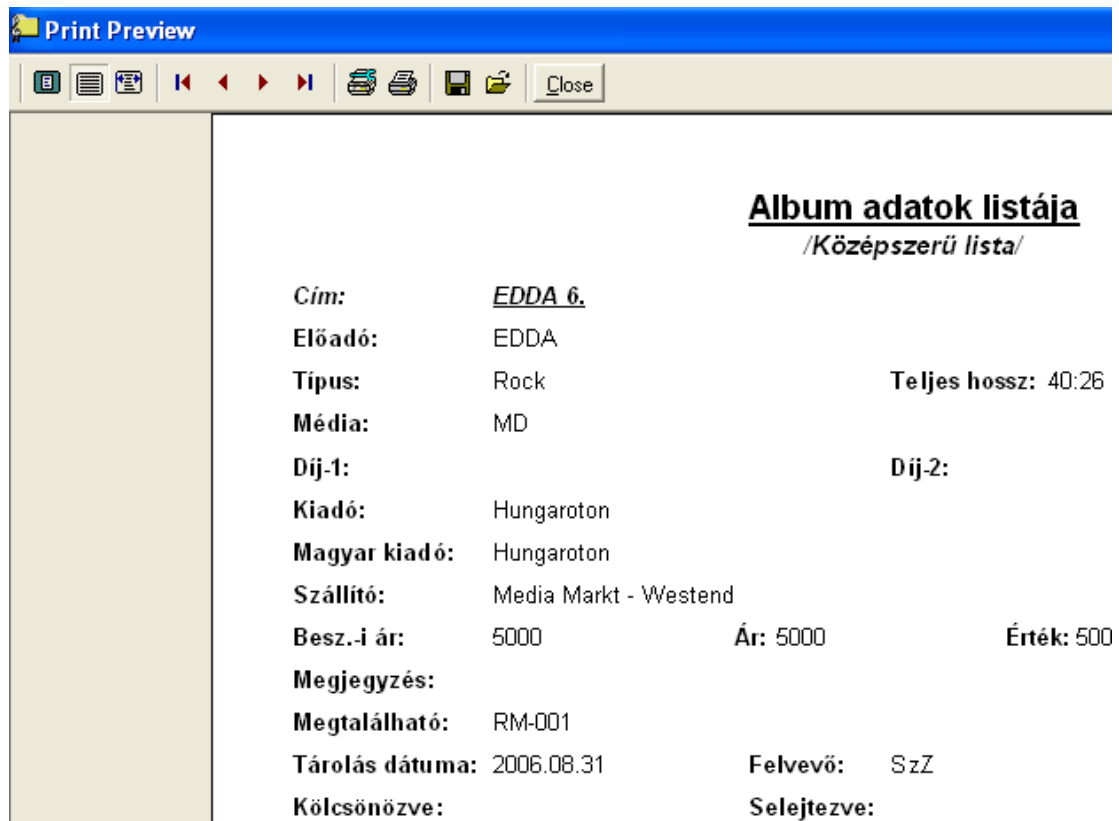 Print Preview
Close
Album adatok listája
/Középszerű lista/
Cím: EDDA 6.
Előadó: EDDA
Típus: Rock Teljes hossz: 40:26
Média: MD
Díj-1: Díj-2:
Kiadó: Hungaroton
Magyar kiadó: Hungaroton
Szállító: Media Markt - Westend
Besz.-i ár: 5000 Ár: 5000 Érték: 500
Megjegyzés:
Megtalálható: RM-001
Tárolás dátuma: 2006.08.31 Felvevő: SzZ
Kölcsönözve: Selejtezve: